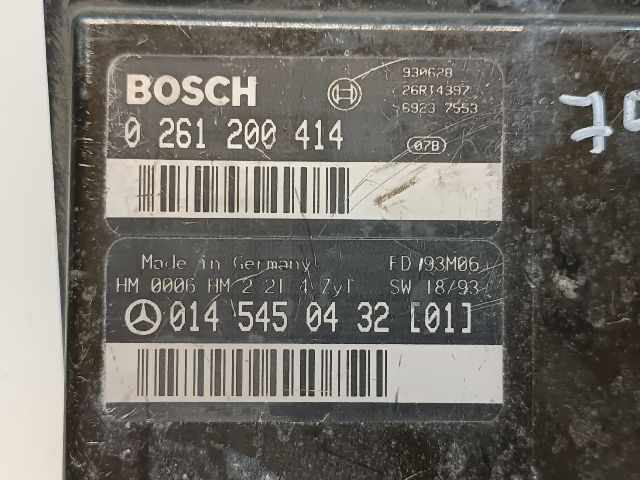 930628
BOSCH 26RT4397
6923 7553
0 261 200 414 07B
Made in Germany FD 93M06
HM 0006 HM 2 2l 4 Zyl SW 18/93
014 545 04 32 [01]